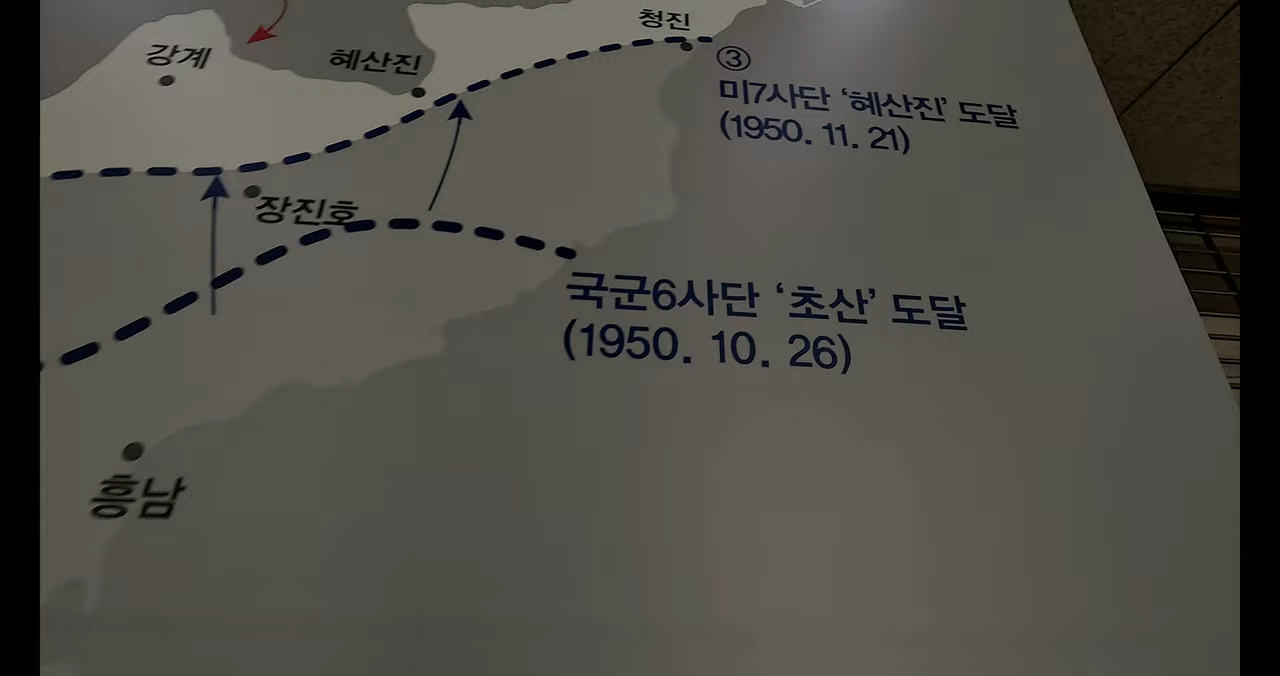 청진
강계
혜산진
③
미7사단 ‘혜산진’ 도달
(1950. 11. 21)
장진호
국군6사단 ‘초산’ 도달
(1950. 10. 26)
흥남